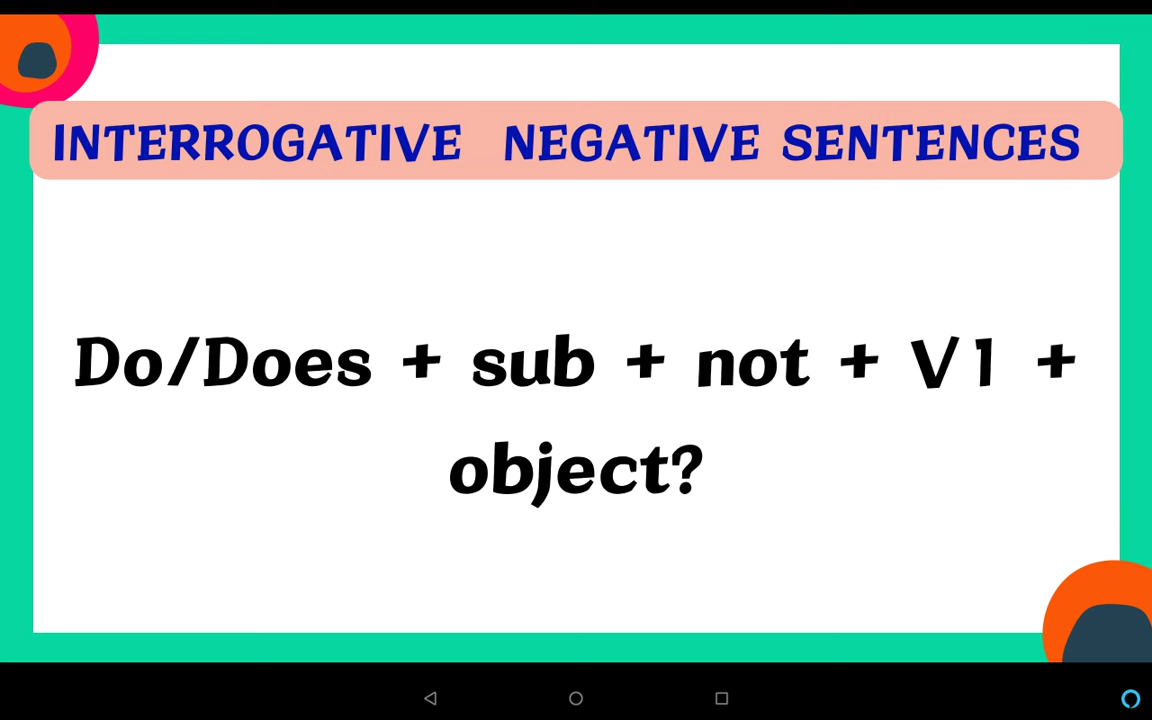 INTERROGATIVE NEGATIVE SENTENCES
Do/Does + sub + not + V1 +
object?